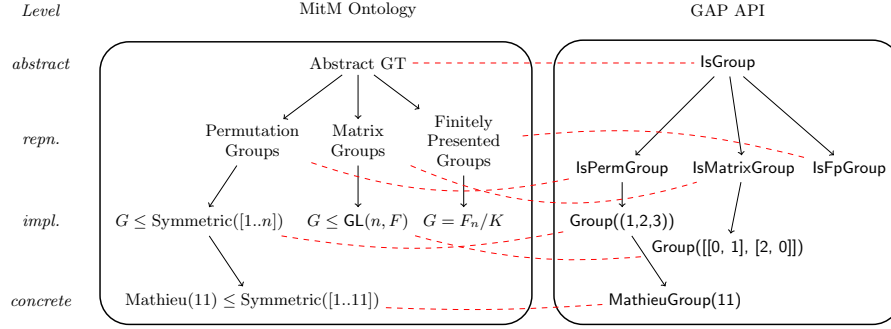 Level MitM Ontology GAP API
abstract Abstract GT IsGroup
repn. Permutation Groups Matrix Groups Finitely Presented Groups
IsPermGroup IsMatrixGroup IsFpGroup
impl. G ≤ Symmetric([1..n]) G ≤ GL(n, F) G = Fₙ/K Group((1,2,3))
Group([[0, 1], [2, 0]])
concrete Mathieu(11) ≤ Symmetric([1..11]) MathieuGroup(11)